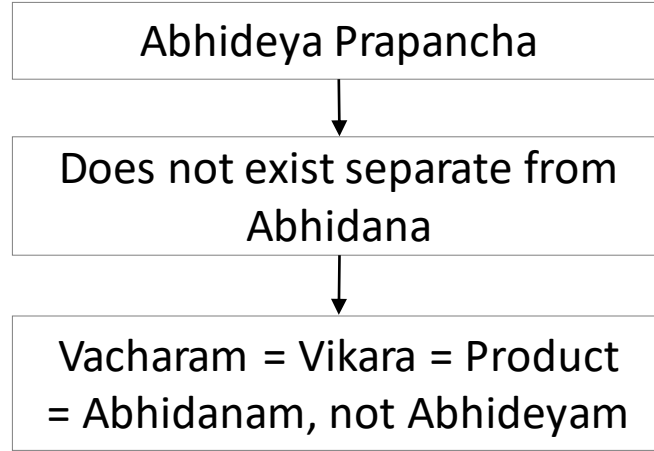 Abhideya Prapancha
Does not exist separate from
Abhidana
Vacharam = Vikara = Product
= Abhidanam, not Abhideyam